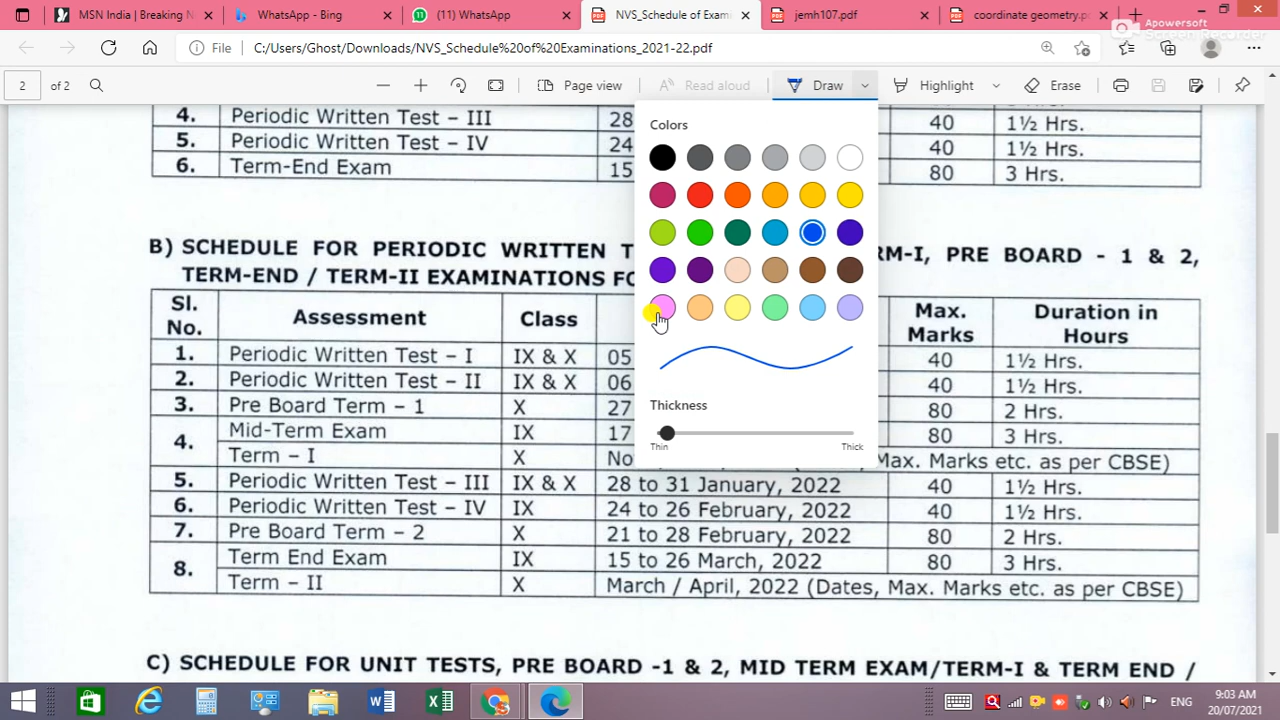 MSN India | Breaking N
WhatsApp - Bing
(11) WhatsApp
NVS_Schedule of Exami
jemh107.pdf
coordinate geometry.p
Apowersoft
Screen Recorder
File
C:/Users/Ghost/Downloads/NVS_Schedule%20of%20Examinations_2021-22.pdf
2 of 2
Page view
Read aloud
Draw
Highlight
Erase
4. Periodic Written Test – III 28 40 1½ Hrs.
5. Periodic Written Test – IV 24 40 1½ Hrs.
6. Term-End Exam 15 80 3 Hrs.
Colors
B) SCHEDULE FOR PERIODIC WRITTEN T RM-I, PRE BOARD - 1 & 2,
TERM-END / TERM-II EXAMINATIONS FO
Sl. No. Assessment Class Max. Marks Duration in Hours
1. Periodic Written Test – I IX & X 05 40 1½ Hrs.
2. Periodic Written Test – II IX & X 06 40 1½ Hrs.
3. Pre Board Term – 1 X 27 80 2 Hrs.
4. Mid-Term Exam IX 17 80 3 Hrs.
Term – I X No Max. Marks etc. as per CBSE)
5. Periodic Written Test – III IX & X 28 to 31 January, 2022 40 1½ Hrs.
6. Periodic Written Test – IV IX 24 to 26 February, 2022 40 1½ Hrs.
7. Pre Board Term – 2 X 21 to 28 February, 2022 80 2 Hrs.
8. Term End Exam IX 15 to 26 March, 2022 80 3 Hrs.
Term – II X March / April, 2022 (Dates, Max. Marks etc. as per CBSE)
Thickness
Thin Thick
C) SCHEDULE FOR UNIT TESTS, PRE BOARD -1 & 2, MID TERM EXAM/TERM-I & TERM END /
ENG
9:03 AM
20/07/2021